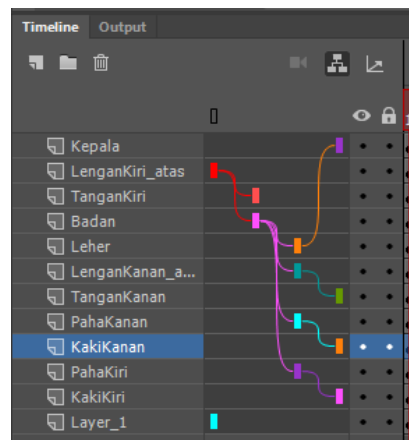 Timeline Output
Kepala
LenganKiri_atas
TanganKiri
Badan
Leher
LenganKanan_a...
TanganKanan
PahaKanan
KakiKanan
PahaKiri
KakiKiri
Layer_1